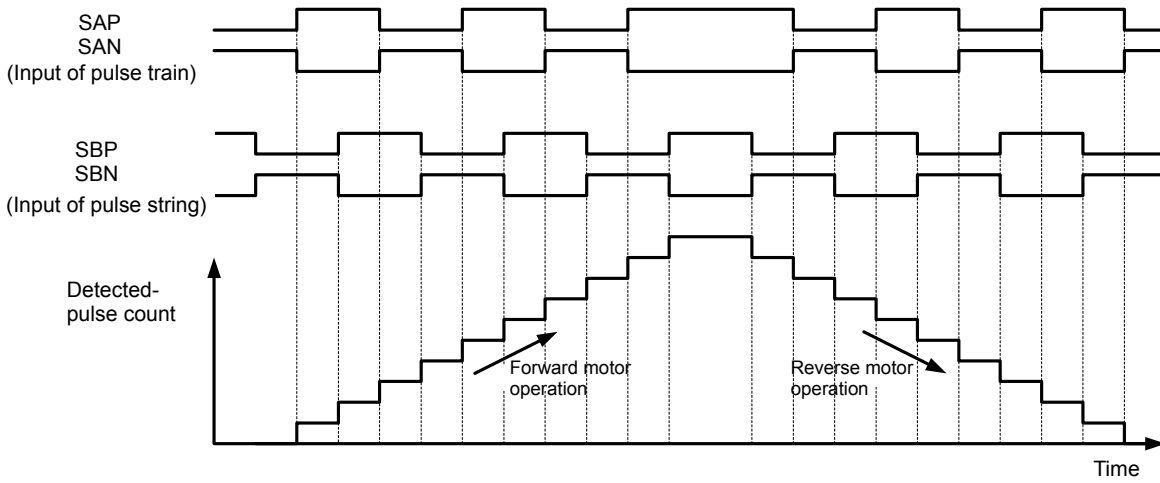 SAP
SAN
(Input of pulse train)
SBP
SBN
(Input of pulse string)
Detected-
pulse count
Forward motor
operation
Reverse motor
operation
Time